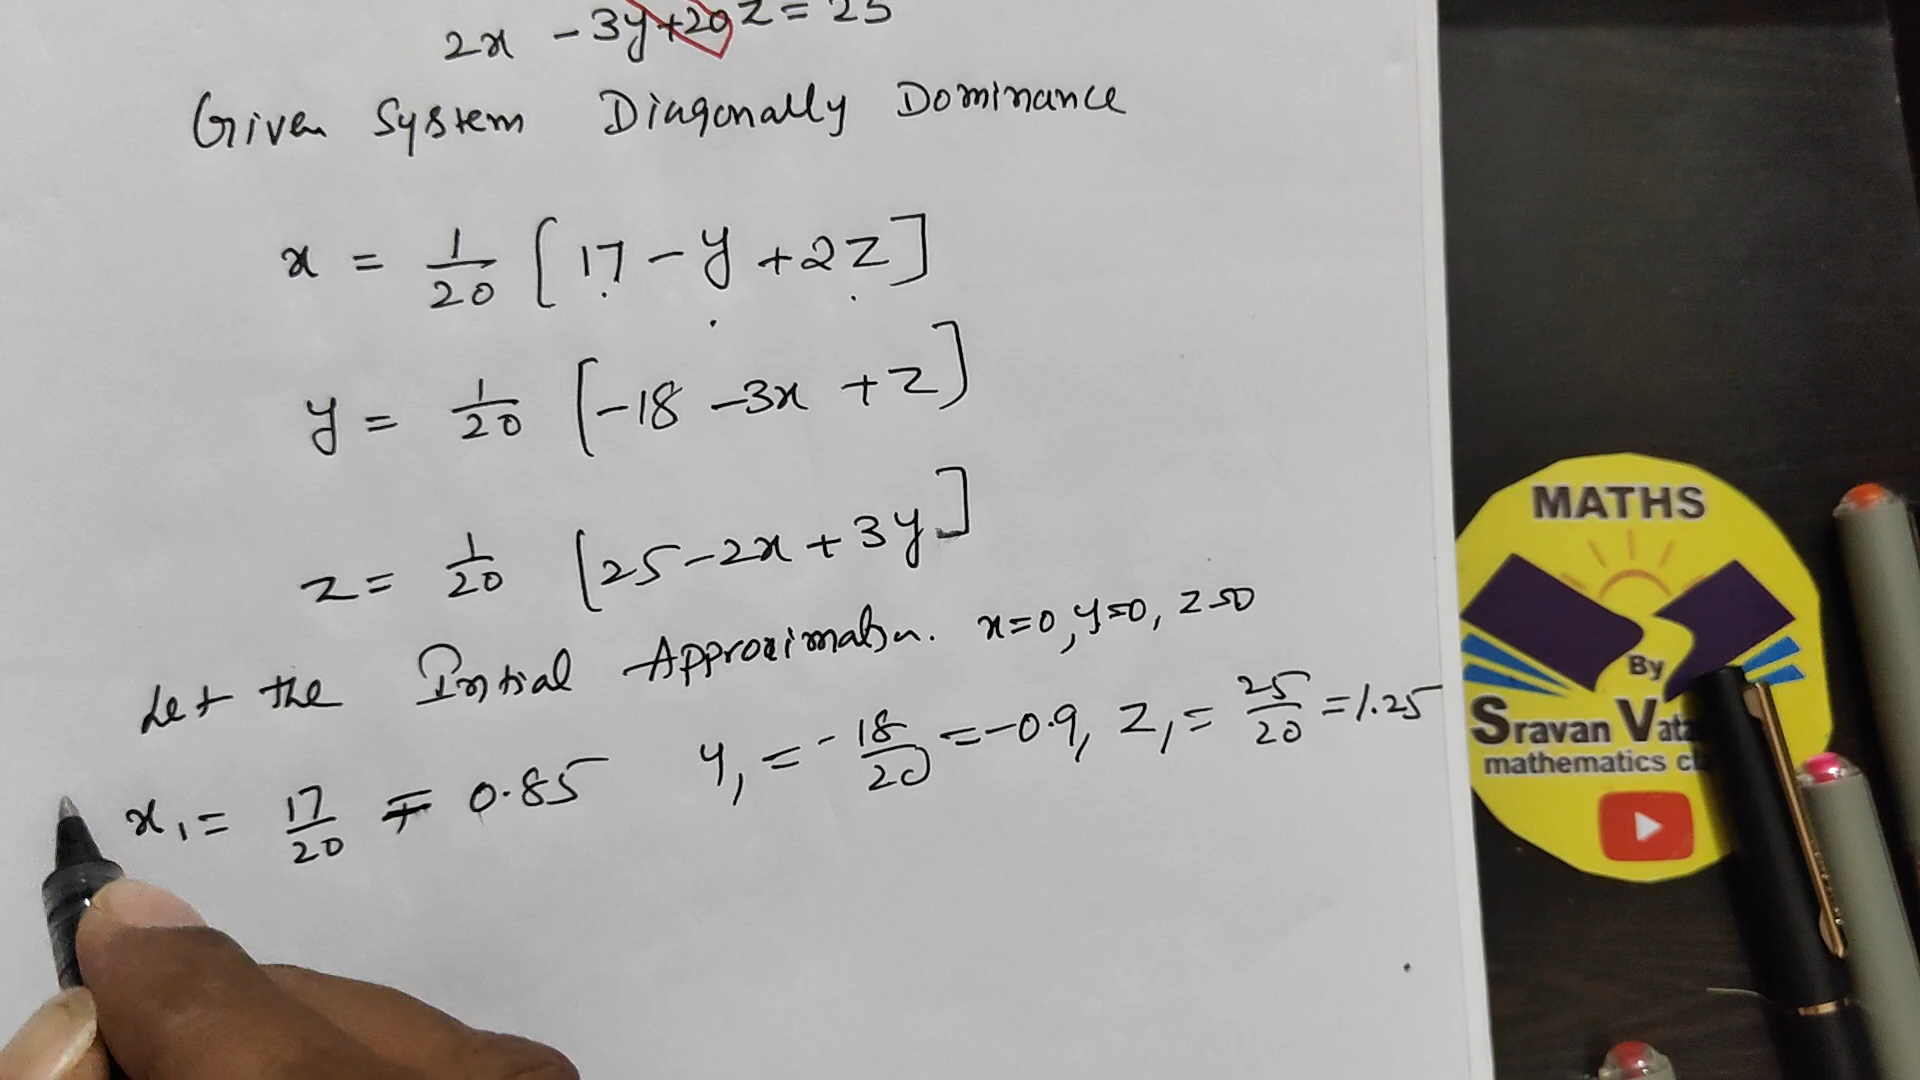 2x - 3y + 20z = 25
Given System Diagonally Dominance
x = 1/20 [17 - y + 2z]
y = 1/20 [-18 - 3x + z]
z = 1/20 [25 - 2x + 3y]
Let the Initial Approximation. x=0, y=0, z=0
x₁ = 17/20 = 0.85 y₁ = -18/20 = -0.9, z₁ = 25/20 = 1.25
MATHS
By
Sravan
mathematics